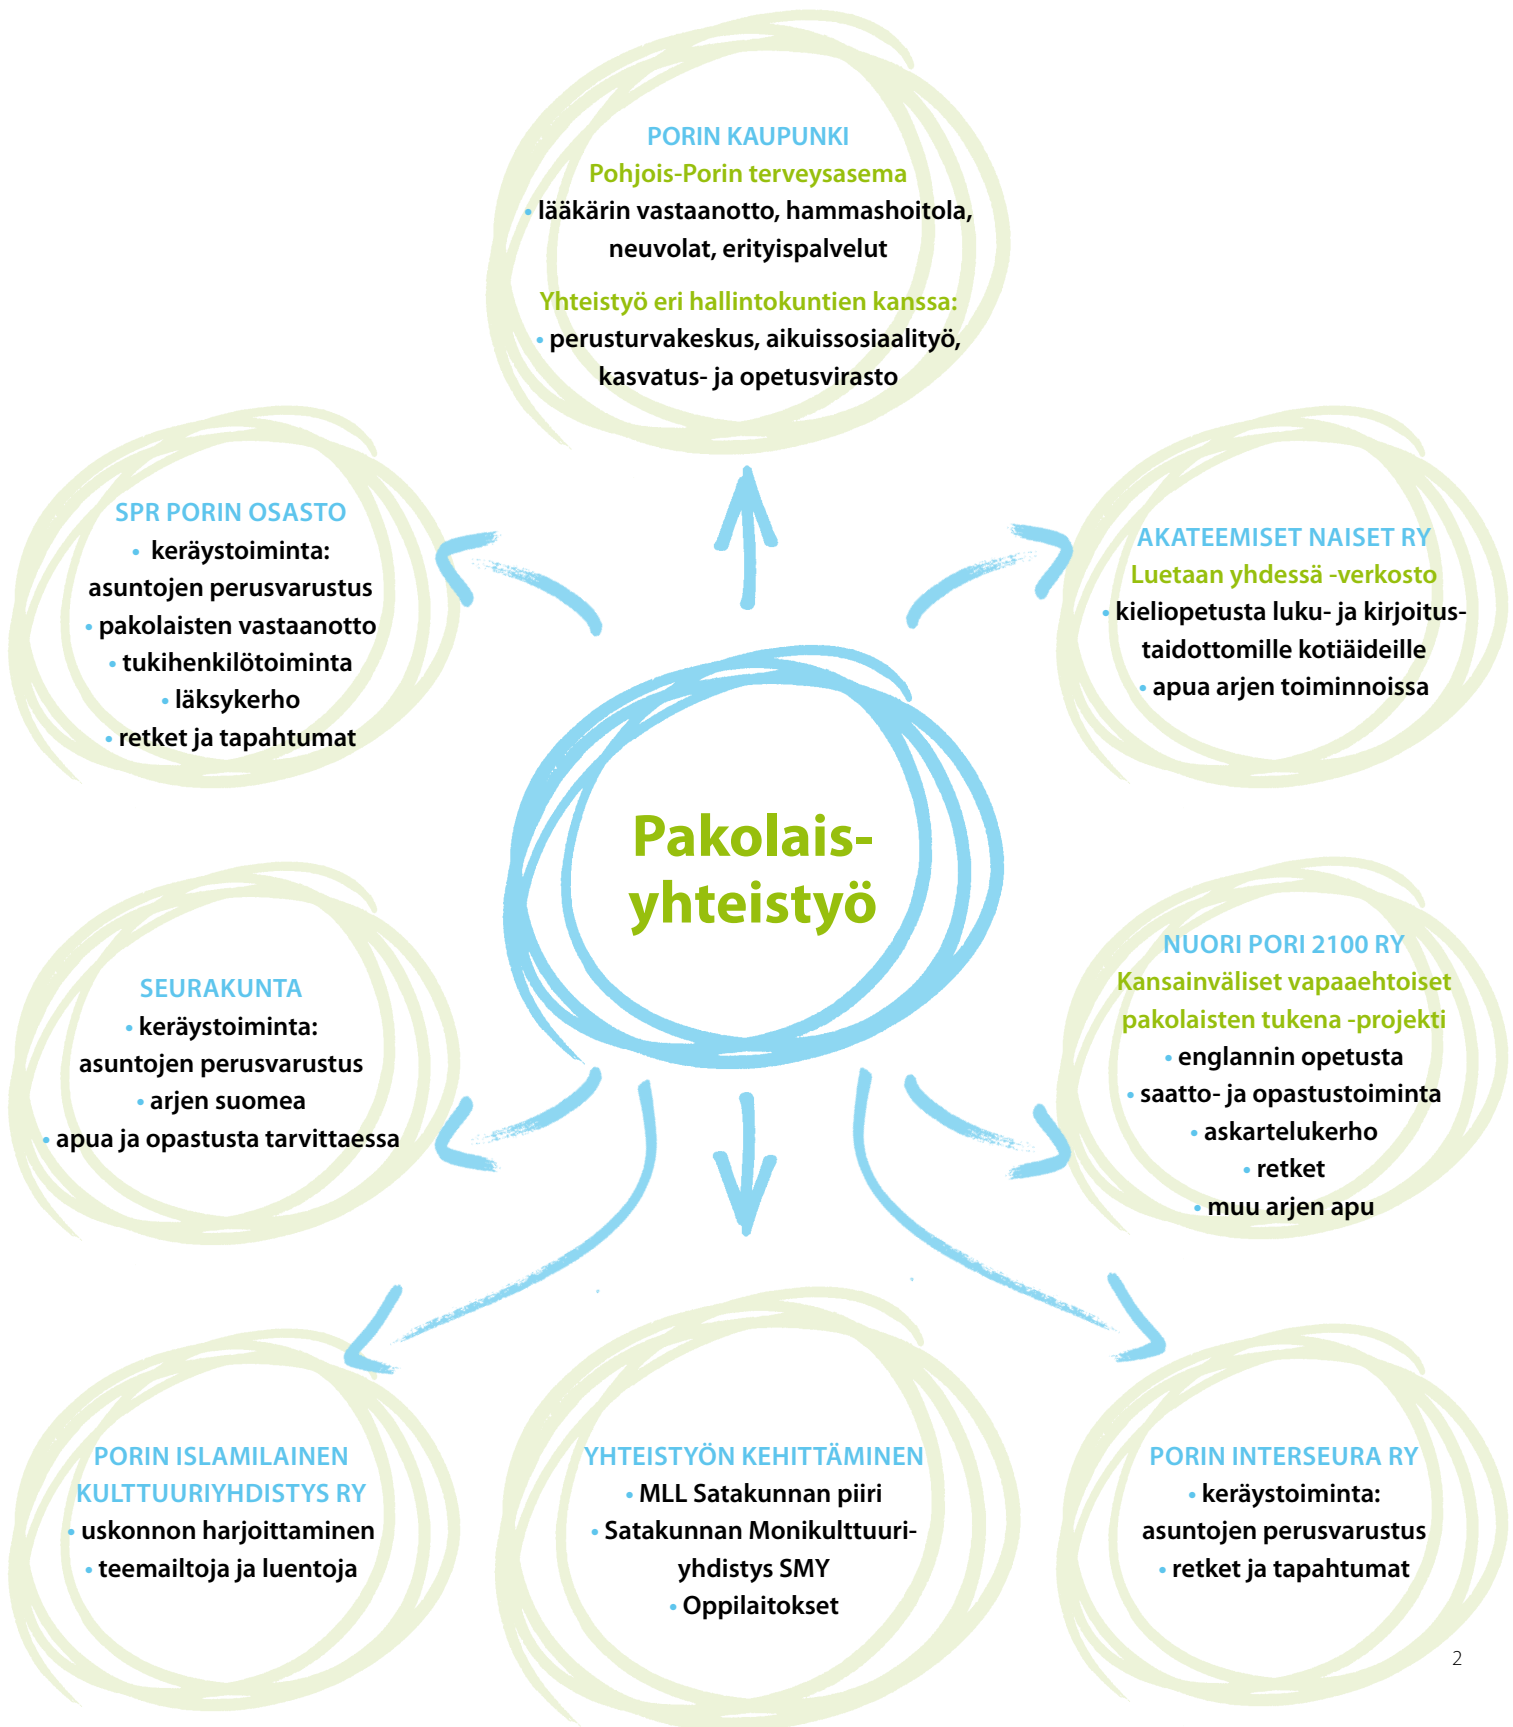 PORIN KAUPUNKI
Pohjois-Porin terveysasema
• lääkärin vastaanotto, hammashoitola,
neuvolat, erityispalvelut
Yhteistyö eri hallintokuntien kanssa:
• perusturvakeskus, aikuissosiaalityö,
kasvatus- ja opetusvirasto
SPR PORIN OSASTO
• keräystoiminta:
asuntojen perusvarustus
• pakolaisten vastaanotto
• tukihenkilötoiminta
• läksykerho
• retket ja tapahtumat
AKATEEMISET NAISET RY
Luetaan yhdessä -verkosto
• kieliopetusta luku- ja kirjoitus-
taidottomille kotiäideille
• apua arjen toiminnoissa
Pakolais-
yhteistyö
SEURAKUNTA
• keräystoiminta:
asuntojen perusvarustus
• arjen suomea
• apua ja opastusta tarvittaessa
NUORI PORI 2100 RY
Kansainväliset vapaaehtoiset
pakolaisten tukena -projekti
• englannin opetusta
• saatto- ja opastustoiminta
• askartelukerho
• retket
• muu arjen apu
PORIN ISLAMILAINEN
KULTTUURIYHDISTYS RY
• uskonnon harjoittaminen
• teemailtoja ja luentoja
YHTEISTYÖN KEHITTÄMINEN
• MLL Satakunnan piiri
• Satakunnan Monikulttuuri-
yhdistys SMY
• Oppilaitokset
PORIN INTERSEURA RY
• keräystoiminta:
asuntojen perusvarustus
• retket ja tapahtumat
2